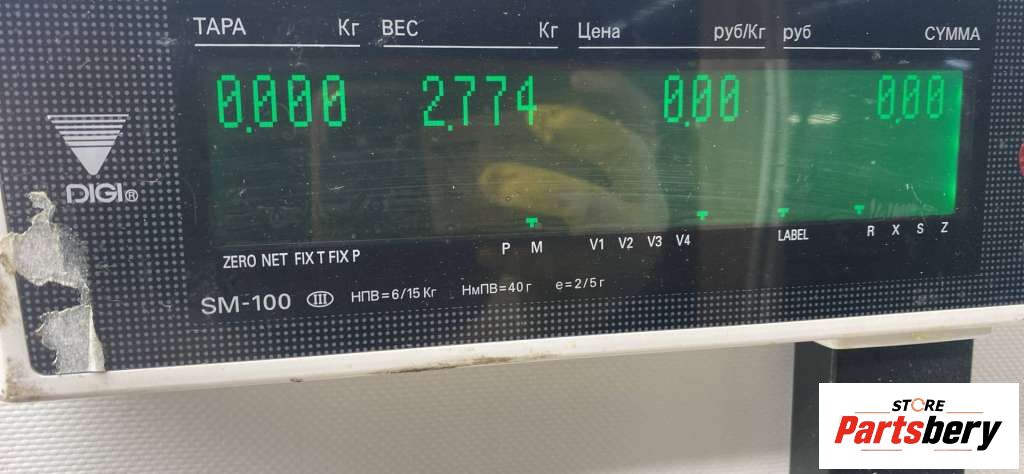 ТАРА Кг ВЕС Кг Цена руб/Кг руб СУММА
0.000 2.774 0.00 0.00
DIGI®
ZERO NET FIX T FIX P P M V1 V2 V3 V4 LABEL R X S Z
SM-100 III НПВ=6/15 Кг НмПВ=40 г e=2/5 г
STORE
Partsbery